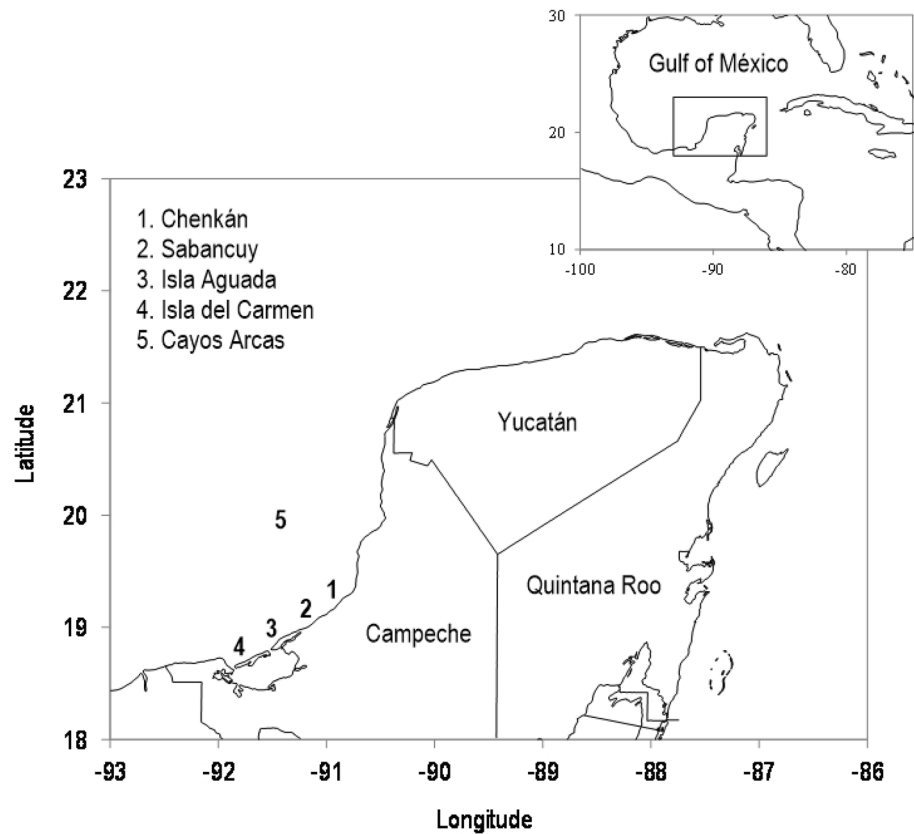 30
Gulf of México
20
10
-100
-90
-80
23
1. Chenkán
2. Sabancuy
3. Isla Aguada
4. Isla del Carmen
5. Cayos Arcas
22
21
Yucatán
Latitude
20
5
Quintana Roo
1
2
3
Campeche
19
4
18
-93
-92
-91
-90
-89
-88
-87
-86
Longitude